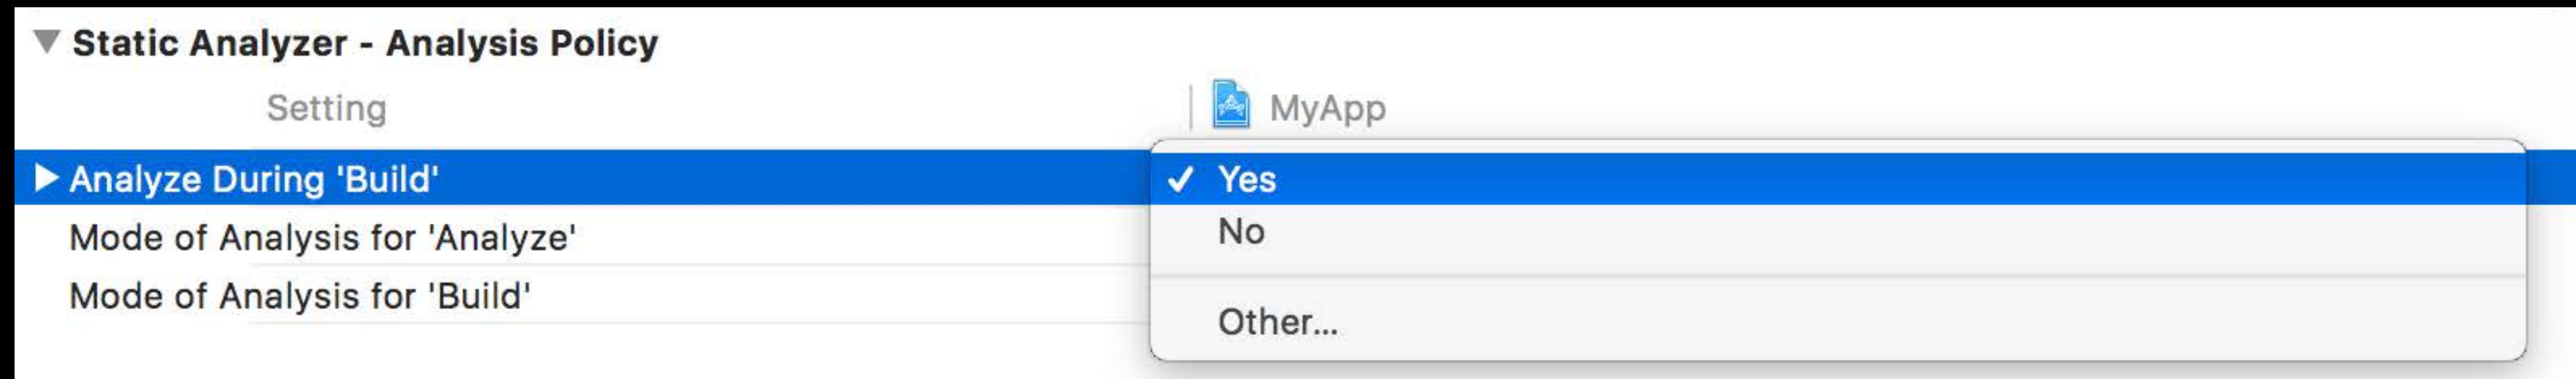 Static Analyzer - Analysis Policy
Setting MyApp
Analyze During 'Build' ✓ Yes
No
Mode of Analysis for 'Analyze'
Mode of Analysis for 'Build'
Other...